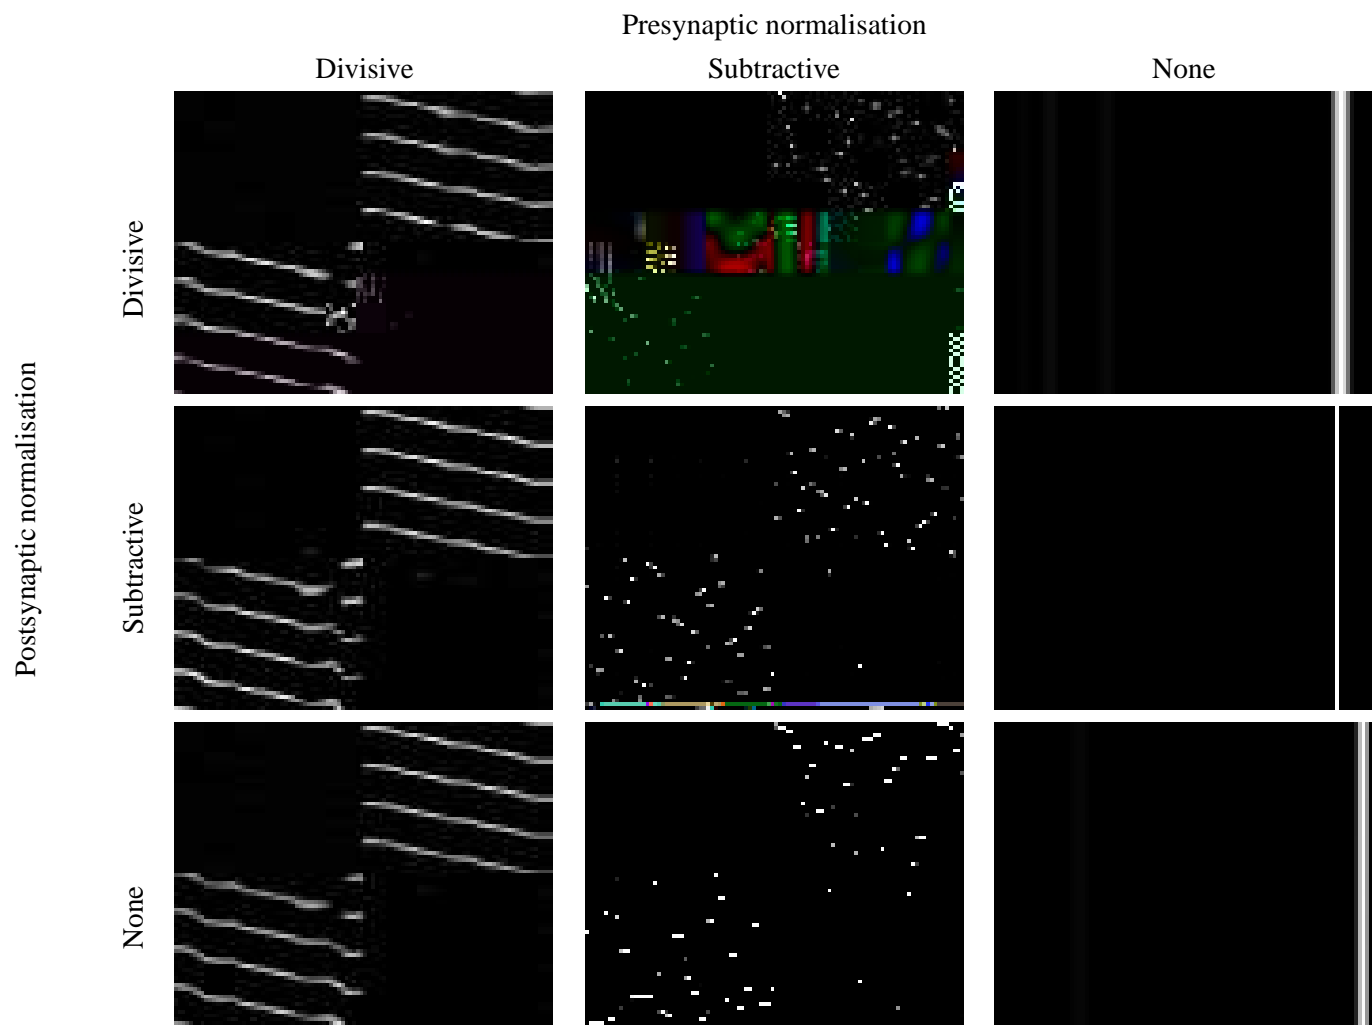 Presynaptic normalisation
Divisive
Subtractive
None
Postsynaptic normalisation
Divisive
Subtractive
None